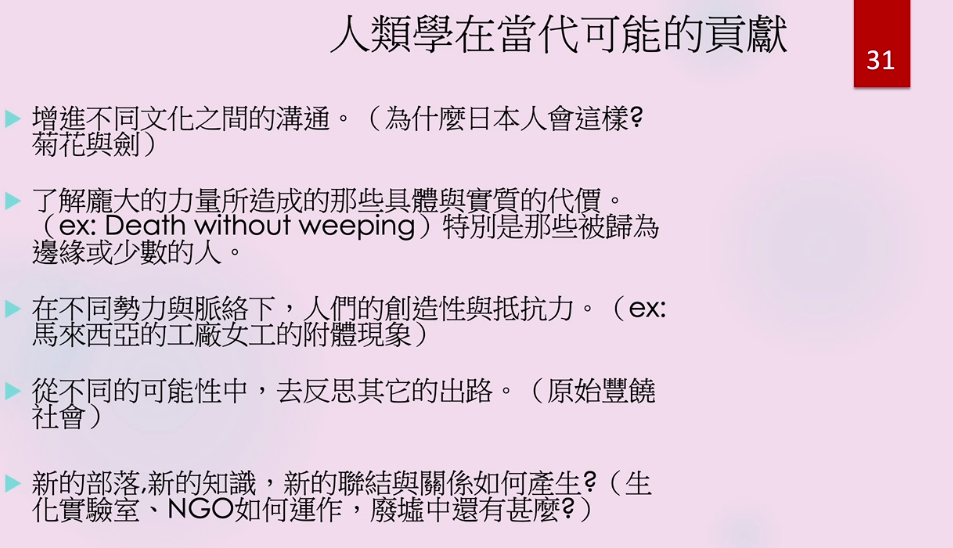 人類學在當代可能的貢獻
31
增進不同文化之間的溝通。（為什麼日本人會這樣?
菊花與劍）
了解龐大的力量所造成的那些具體與實質的代價。
（ex: Death without weeping）特別是那些被歸為
邊緣或少數的人。
在不同勢力與脈絡下，人們的創造性與抵抗力。（ex:
馬來西亞的工廠女工的附體現象）
從不同的可能性中，去反思其它的出路。（原始豐饒
社會）
新的部落,新的知識，新的聯結與關係如何產生?（生
化實驗室、NGO如何運作，廢墟中還有甚麼?）